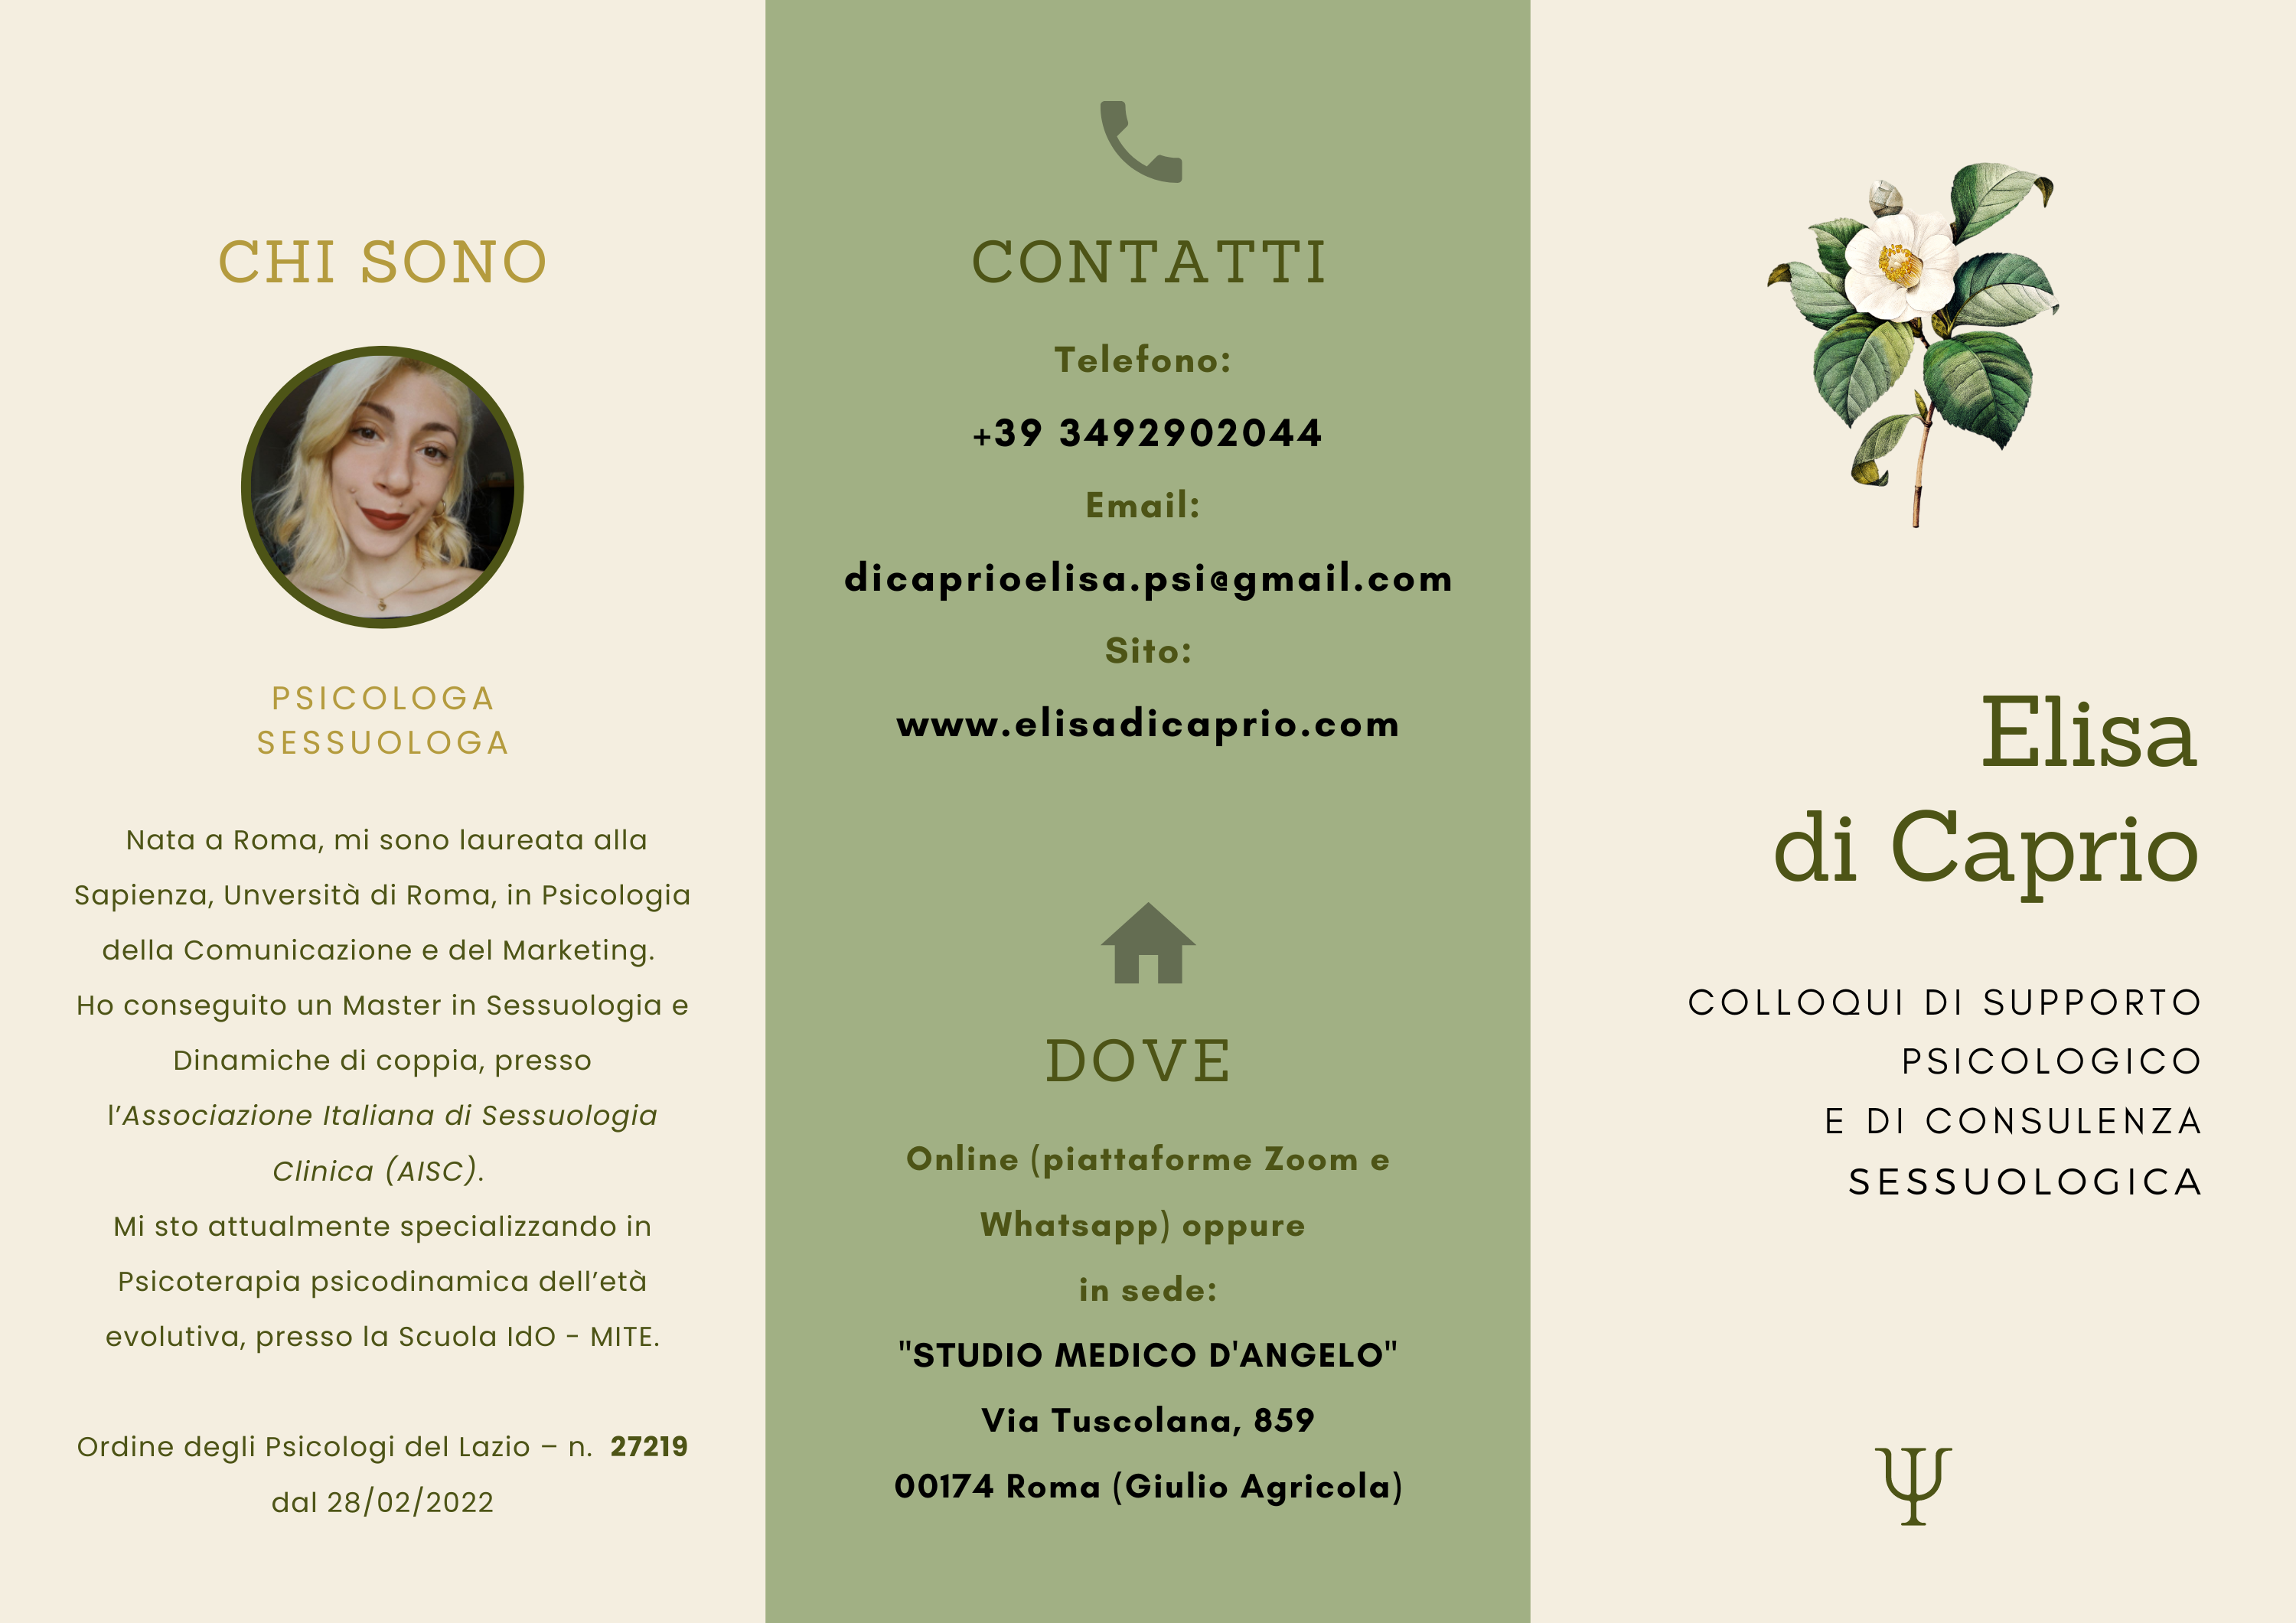 CHI SONO
PSICOLOGA
SESSUOLOGA
Nata a Roma, mi sono laureata alla
Sapienza, Unversità di Roma, in Psicologia
della Comunicazione e del Marketing.
Ho conseguito un Master in Sessuologia e
Dinamiche di coppia, presso
l’Associazione Italiana di Sessuologia
Clinica (AISC).
Mi sto attualmente specializzando in
Psicoterapia psicodinamica dell’età
evolutiva, presso la Scuola IdO - MITE.
Ordine degli Psicologi del Lazio – n. 27219
dal 28/02/2022
CONTATTI
Telefono:
+39 3492902044
Email:
dicaprioelisa.psi@gmail.com
Sito:
www.elisadicaprio.com
DOVE
Online (piattaforme Zoom e
Whatsapp) oppure
in sede:
"STUDIO MEDICO D'ANGELO"
Via Tuscolana, 859
00174 Roma (Giulio Agricola)
Elisa
di Caprio
COLLOQUI DI SUPPORTO
PSICOLOGICO
E DI CONSULENZA
SESSUOLOGICA
Ψ